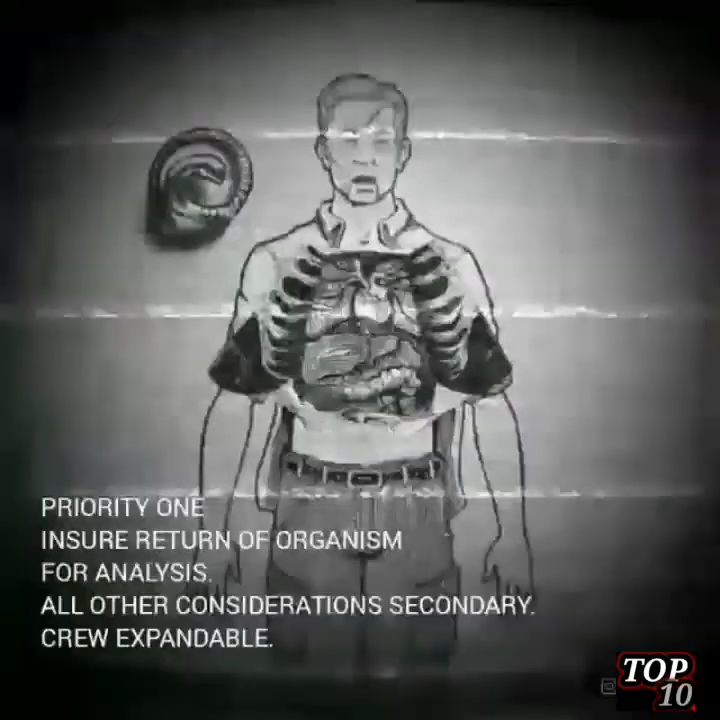 PRIORITY ONE
INSURE RETURN OF ORGANISM
FOR ANALYSIS.
ALL OTHER CONSIDERATIONS SECONDARY.
CREW EXPANDABLE.
TOP
10